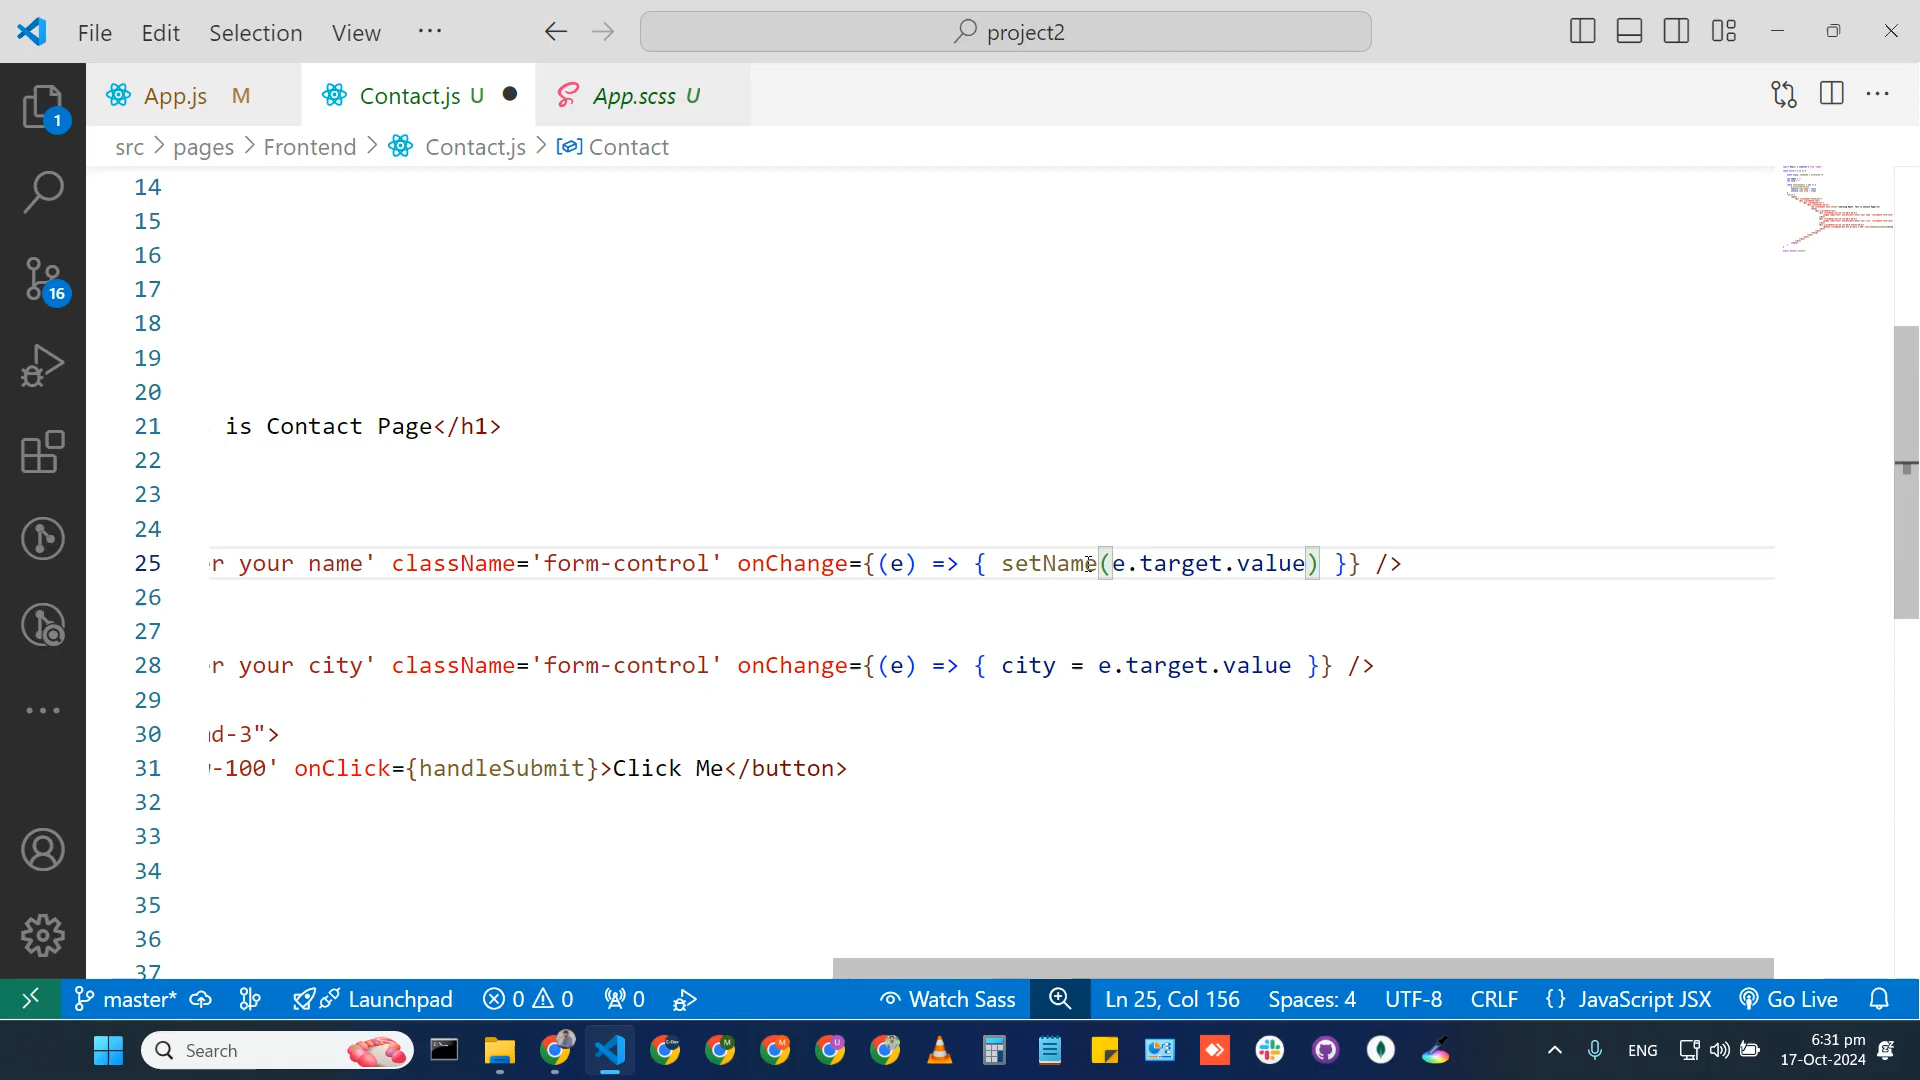 File Edit Selection View ··· project2
App.js M Contact.js U App.scss U
src > pages > Frontend > Contact.js > Contact
1
16
14
15
16
17
18
19
20
21 is Contact Page</h1>
22
23
24
25 r your name' className='form-control' onChange={(e) => { setName(e.target.value) }} />
26
27
28 r your city' className='form-control' onChange={(e) => { city = e.target.value }} />
29
30 d-3">
31 -100' onClick={handleSubmit}>Click Me</button>
32
33
34
35
36
37
master* Launchpad 0 0 0 Watch Sass Ln 25, Col 156 Spaces: 4 UTF-8 CRLF {} JavaScript JSX Go Live
Search ENG 6:31 pm
17-Oct-2024